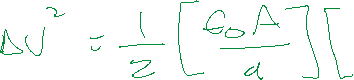 ΔU² = 1/2 [ϵ₀A/d] [